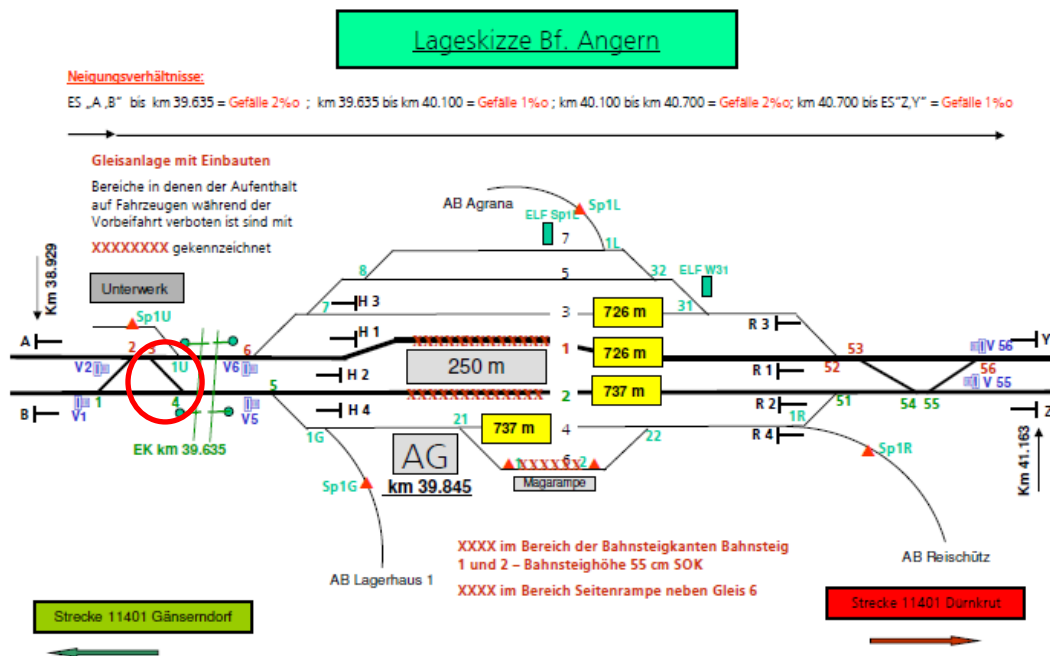 Lageskizze Bf. Angern
Neigungsverhältnisse:
ES „A ,B" bis km 39.635 = Gefälle 2%o ; km 39.635 bis km 40.100 = Gefälle 1%o ; km 40.100 bis km 40.700 = Gefälle 2%o; km 40.700 bis ES"Z,Y" = Gefälle 1%o
Gleisanlage mit Einbauten
Bereiche in denen der Aufenthalt
auf Fahrzeugen während der
Vorbeifahrt verboten ist sind mit
XXXXXXXX gekennzeichnet
AB Agrana
Sp1L
ELF Sp1L
7
1L
Km 38.929
Unterwerk
8
5
32
ELF W31
Sp1U
7
H 3
3
726 m
31
R 3
A
2
3
1U
V6
6
H 1
1
726 m
R 1
52
53
V 56
Y
V2
250 m
56
H 2
V 55
V1
1
4
V5
5
2
737 m
R 2
51
54
55
B
H 4
1R
Z
EK km 39.635
1G
21
737 m
4
22
R 4
AG
1
XXXXXX
6
2
Sp1R
Sp1G
km 39.845
Magarampe
Km 41.163
XXXX im Bereich der Bahnsteigkanten Bahnsteig
1 und 2 – Bahnsteighöhe 55 cm SOK
XXXX im Bereich Seitenrampe neben Gleis 6
AB Reischütz
AB Lagerhaus 1
Strecke 11401 Gänserndorf
Strecke 11401 Dürnkrut